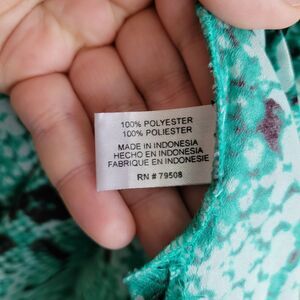 100% POLYESTER
100% POLIESTER
MADE IN INDONESIA
HECHO EN INDONESIA
FABRIQUE EN INDONESIE
RN # 79508